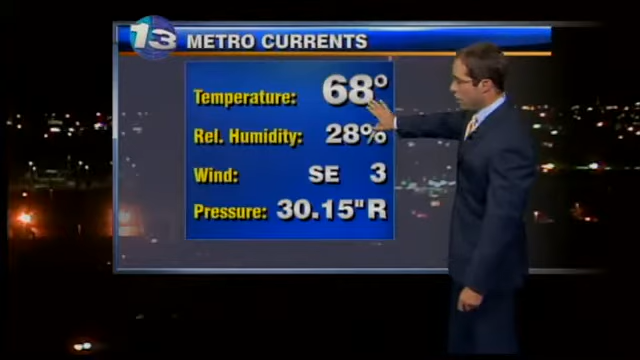 13 METRO CURRENTS
Temperature: 68°
Rel. Humidity: 28%
Wind: SE 3
Pressure: 30.15"R